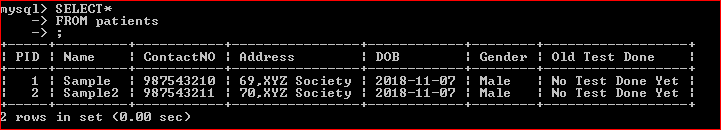 mysql> SELECT*
    -> FROM patients
    -> ;
+-----+---------+-----------+----------------+------------+--------+-----------------+
| PID | Name    | ContactNO | Address        | DOB        | Gender | Old Test Done   |
+-----+---------+-----------+----------------+------------+--------+-----------------+
|   1 | Sample  | 987543210 | 69,XYZ Society | 2018-11-07 | Male   | No Test Done Yet |
|   2 | Sample2 | 987543211 | 70,XYZ Society | 2018-11-07 | Male   | No Test Done Yet |
+-----+---------+-----------+----------------+------------+--------+-----------------+
2 rows in set (0.00 sec)